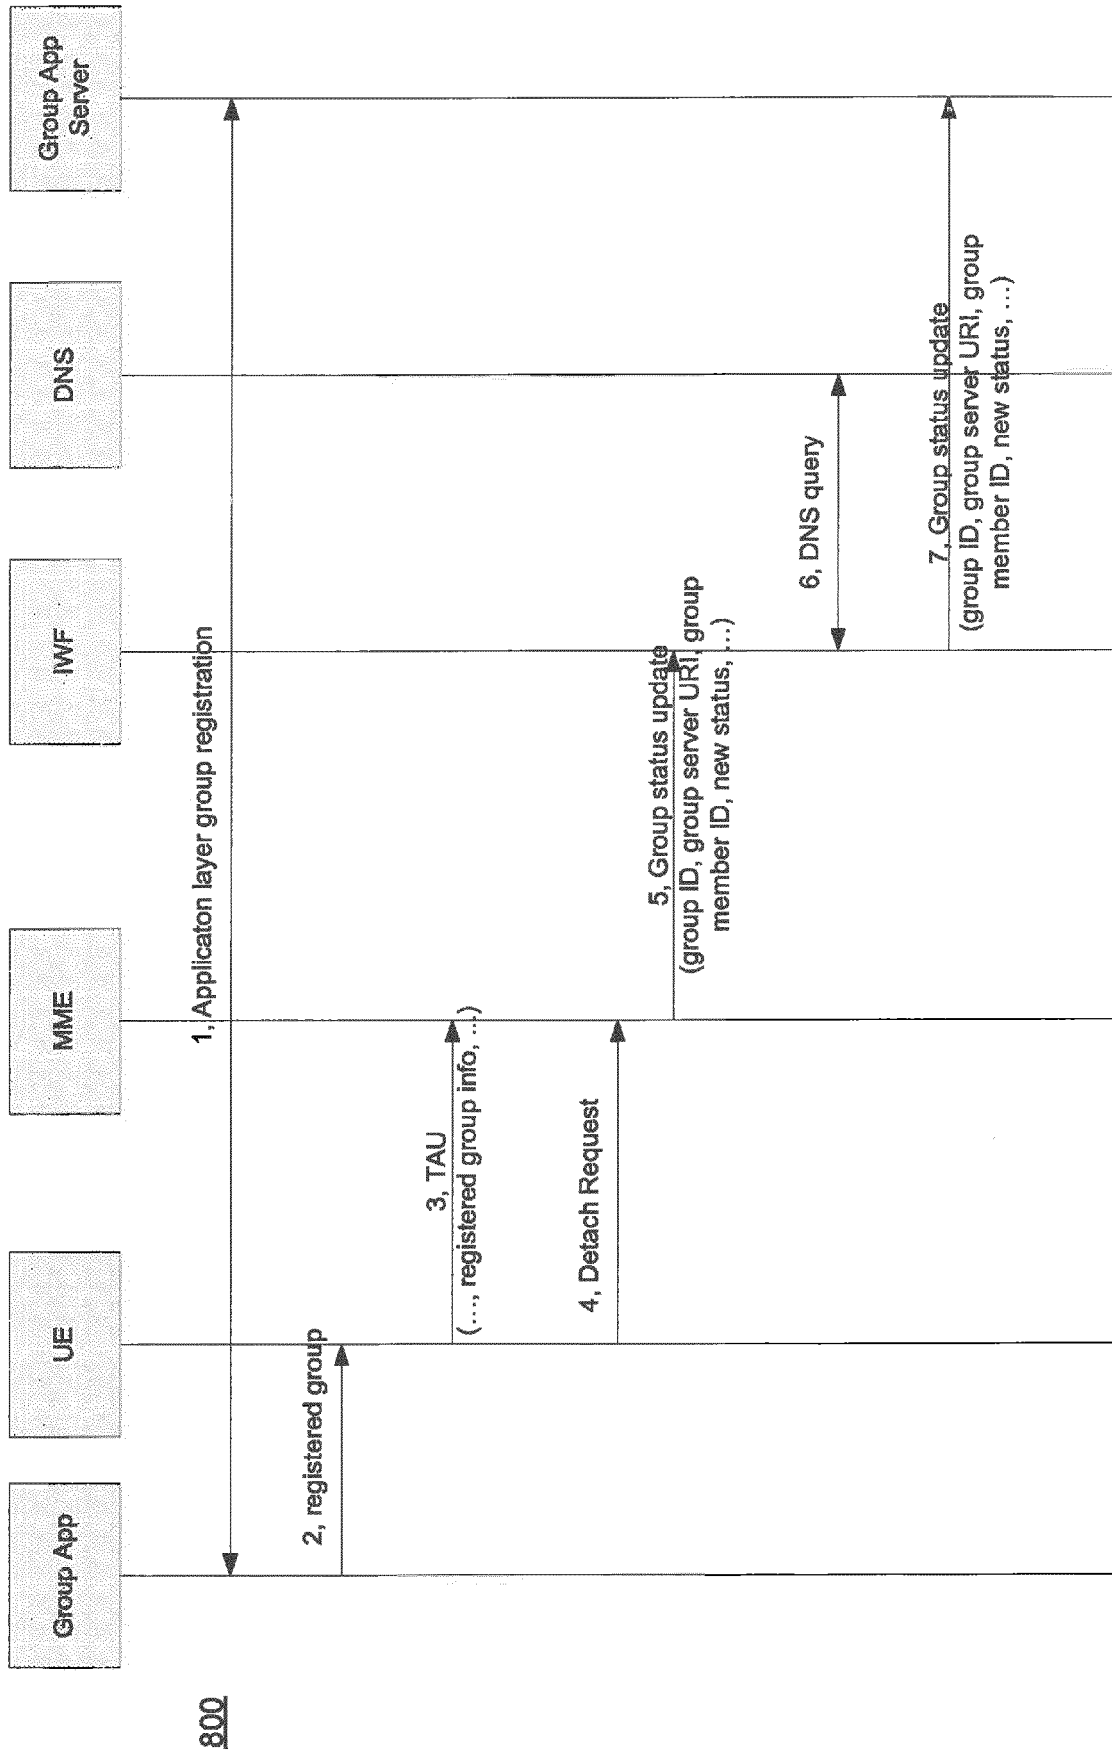 800
Group App
UE
MME
IWF
DNS
Group App
Server
1, Applicaton layer group registration
2, registered group
3, TAU
(..., registered group info, ...)
4, Detach Request
5, Group status update
(group ID, group server URI, group
member ID, new status, ...)
6, DNS query
7, Group status update
(group ID, group server URI, group
member ID, new status, ...)